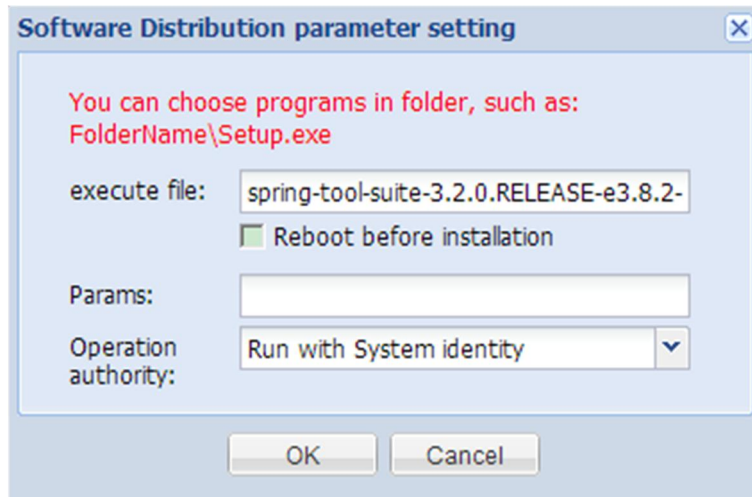 Software Distribution parameter setting
You can choose programs in folder, such as:
FolderName\Setup.exe
execute file: spring-tool-suite-3.2.0.RELEASE-e3.8.2-
Reboot before installation
Params:
Operation authority: Run with System identity
OK Cancel